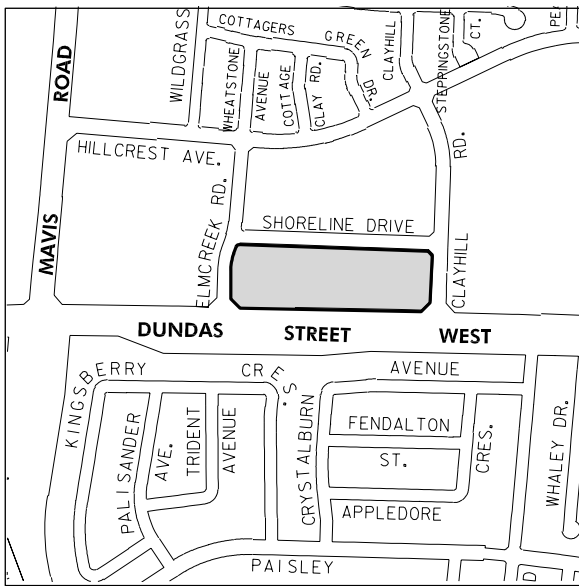 COTTAGERS GREEN DR.
WILDGRASS
WHEATSTONE
AVENUE
COTTAGE
CLAY RD.
CLAYHILL
STEPPINGSTONE
CT.
PE
MAVIS ROAD
HILLCREST AVE.
ELMCREEK RD.
SHORELINE DRIVE
CLAYHILL RD.
DUNDAS STREET WEST
KINGSBERRY CRES.
AVENUE
PALISANDER
AVE.
TRIDENT
AVENUE
CRYSTALBURN
FENDALTON
ST.
CRES.
APPLEDORE
WHALEY DR.
PAISLEY
D